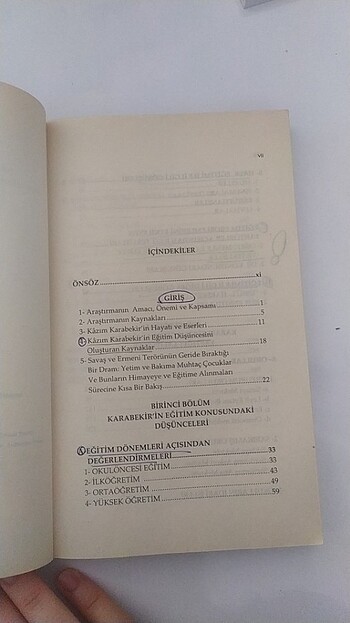 vii
İÇİNDEKİLER
ÖNSÖZ xi
GİRİŞ
1- Araştırmanın Amacı, Önemi ve Kapsamı 1
2- Araştırmanın Kaynakları 5
3- Kâzım Karabekir'in Hayatı ve Eserleri 11
4- Kâzım Karabekir'in Eğitim Düşüncesini
Oluşturan Kaynaklar 18
5- Savaş ve Ermeni Terörünün Geride Bıraktığı
Bir Dram: Yetim ve Bakıma Muhtaç Çocuklar
Ve Bunların Himayeye ve Eğitime Alınmaları
Sürecine Kısa Bir Bakış 22
BİRİNCİ BÖLÜM
KARABEKİR'İN EĞİTİM KONUSUNDAKİ
DÜŞÜNCELERİ
EĞİTİM DÖNEMLERİ AÇISINDAN
DEĞERLENDİRMELERİ 33
1- OKULÖNCESİ EĞİTİM 33
2- İLKÖĞRETİM 43
3- ORTAÖĞRETİM 49
4- YÜKSEK ÖĞRETİM 59